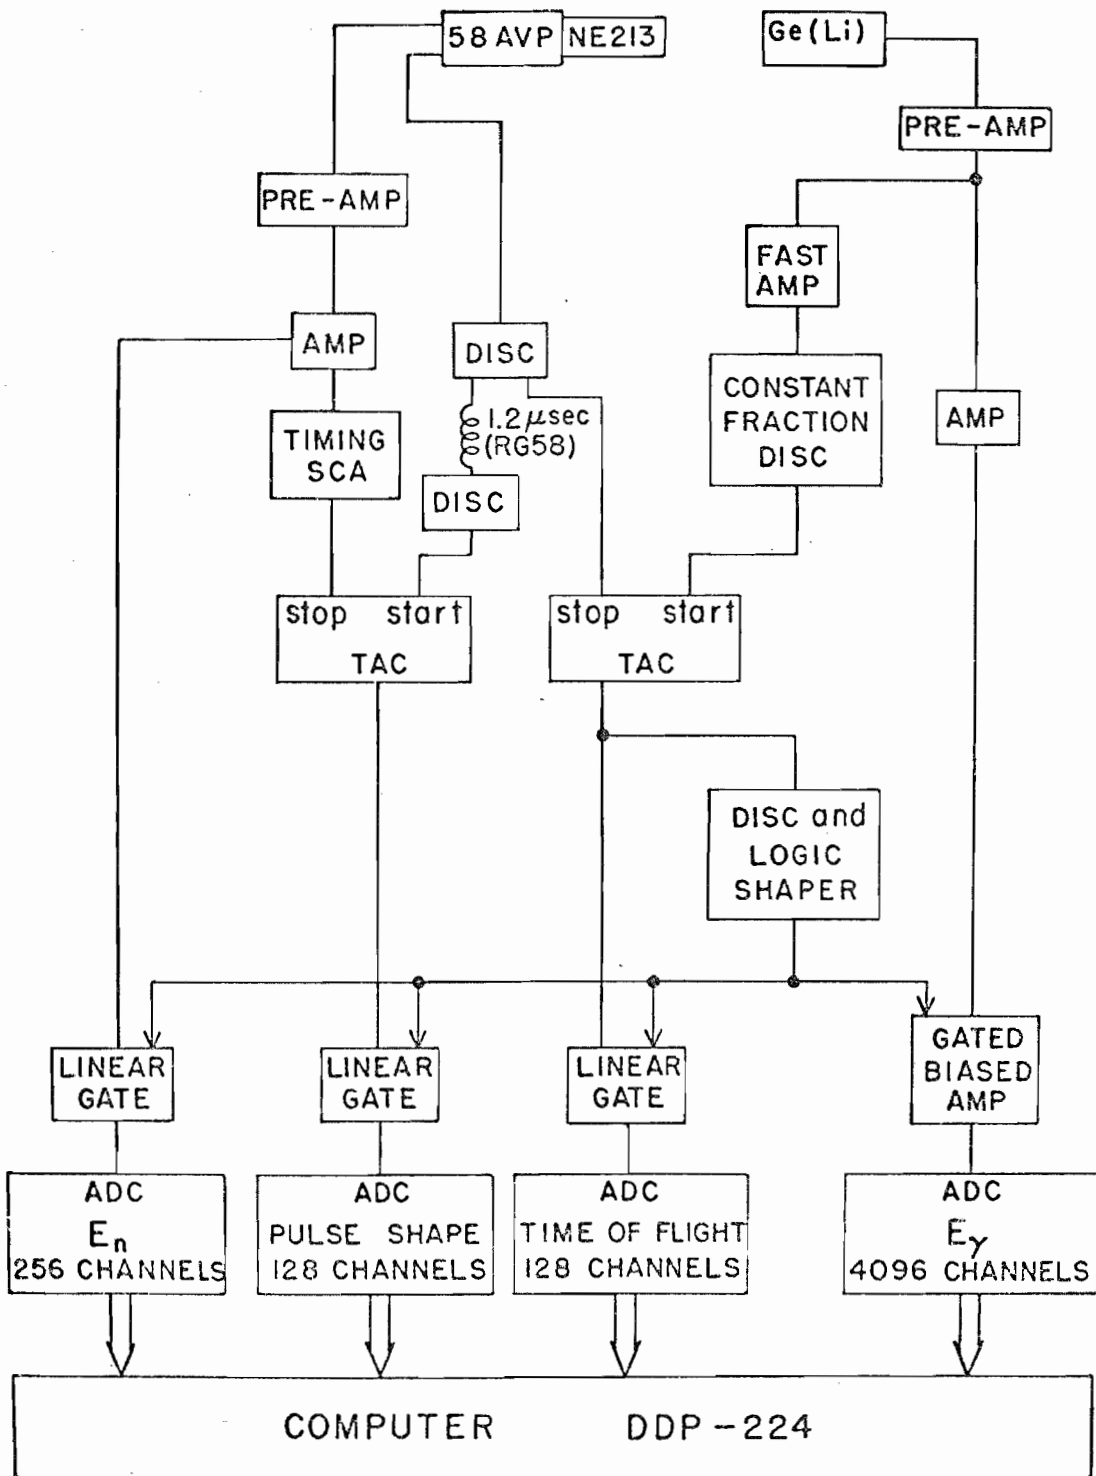 58 AVP NE213
Ge(Li)
PRE-AMP
PRE-AMP
FAST
AMP
AMP
DISC
1.2 μsec
(RG58)
CONSTANT
FRACTION
DISC
AMP
TIMING
SCA
DISC
stop start
TAC
stop start
TAC
DISC and
LOGIC
SHAPER
LINEAR
GATE
LINEAR
GATE
LINEAR
GATE
GATED
BIASED
AMP
ADC
En
256 CHANNELS
ADC
PULSE SHAPE
128 CHANNELS
ADC
TIME OF FLIGHT
128 CHANNELS
ADC
Eγ
4096 CHANNELS
COMPUTER DDP-224